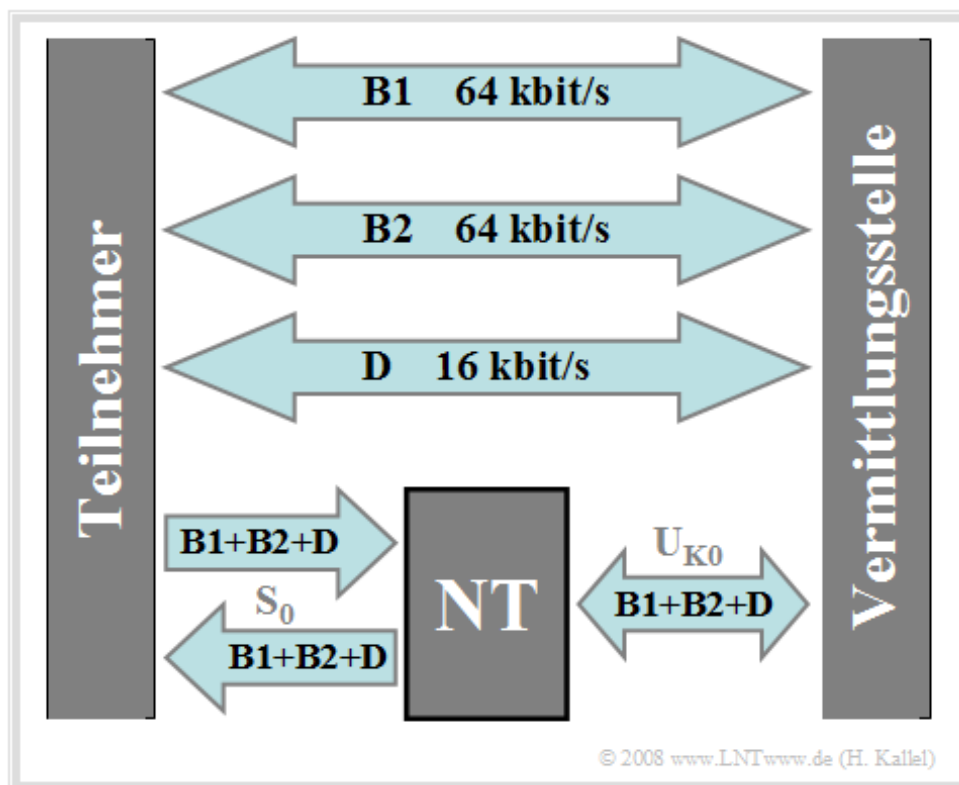 Teilnehmer
B1 64 kbit/s
B2 64 kbit/s
D 16 kbit/s
Vermittlungsstelle
B1+B2+D
S0
B1+B2+D
NT
UK0
B1+B2+D
© 2008 www.LNTwww.de (H. Kallel)